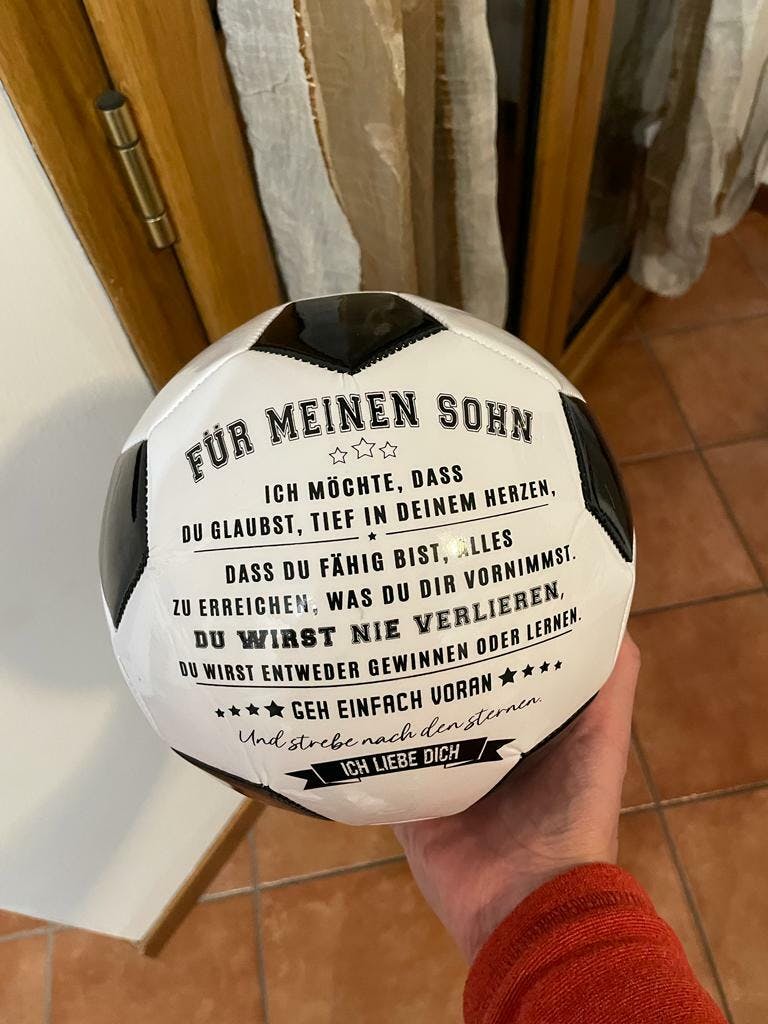 FÜR MEINEN SOHN
ICH MÖCHTE, DASS
DU GLAUBST, TIEF IN DEINEM HERZEN,
DASS DU FÄHIG BIST, ALLES
ZU ERREICHEN, WAS DU DIR VORNIMMST.
DU WIRST NIE VERLIEREN,
DU WIRST ENTWEDER GEWINNEN ODER LERNEN.
GEH EINFACH VORAN
Und strebe nach den sternen.
ICH LIEBE DICH